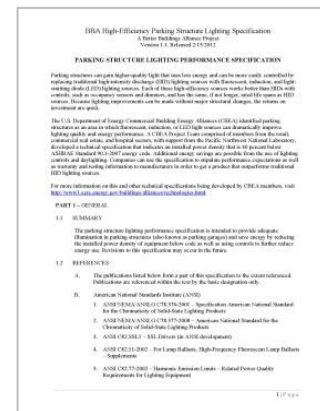 BBA High-Efficiency Parking Structure Lighting Specification
A Better Buildings Alliance Project
Version 1.1, Released 2/15/2012
PARKING STRUCTURE LIGHTING PERFORMANCE SPECIFICATION
Parking structures can gain higher-quality light that uses less energy and can be more easily controlled by
replacing traditional high-intensity discharge (HID) lighting sources with fluorescent, induction, and light-
emitting diode (LED) lighting sources. Each of these high-efficiency sources works better than HIDs with
controls, such as occupancy sensors and dimmers, and has the same, if not longer, rated life spans as HID
sources. Because lighting improvements can be made without major structural changes, the returns on
investment are quick.
The U.S. Department of Energy Commercial Building Energy Alliances (CBEA) identified parking
structures as an area in which fluorescent, induction, or LED high sources can dramatically improve
lighting quality and energy performance. A CBEA Project Team comprised of members from the retail,
commercial real estate, and hospital sectors, with support from the Pacific Northwest National Laboratory,
developed a technical specification that indicates an installed power density that is 40 percent below
ASHRAE Standard 90.1-2007 energy code. Additional energy savings are possible from the use of lighting
controls and daylighting. Companies can use the specification to stipulate performance expectations as well
as warranty and testing information to manufacturers in order to get a product that outperforms traditional
HID lighting sources.
For more information on this and other technical specifications being developed by CBEA members, visit
PART 1 – GENERAL
1.1 SUMMARY
The parking structure lighting performance specification is intended to provide adequate
illumination in parking structures (also known as parking garages) and save energy by reducing
the installed power density of equipment below code as well as using controls to further reduce
energy use. Revisions to this specification may occur in the future.
1.2 REFERENCES
A. The publications listed below form a part of this specification to the extent referenced.
Publications are referenced within the text by the basic designation only.
B. American National Standards Institute (ANSI)
1. ANSI/NEMA/ANSLG C78.376-2001 – Specification American National Standard
for the Chromaticity of Fluorescent Lamps
2. ANSI/NEMA/ANSLG C78.377-2008 – American National Standard for the
Chromaticity of Solid-State Lighting Products
3. ANSI C82.SSL1 – SSL Drivers (in ANSI development)
4. ANSI C82.11-2002 – For Lamp Ballasts, High-Frequency Fluorescent Lamp Ballasts
– Supplements
5. ANSI C82.77-2002 – Harmonic Emission Limits – Related Power Quality
Requirements for Lighting Equipment
1 | Page